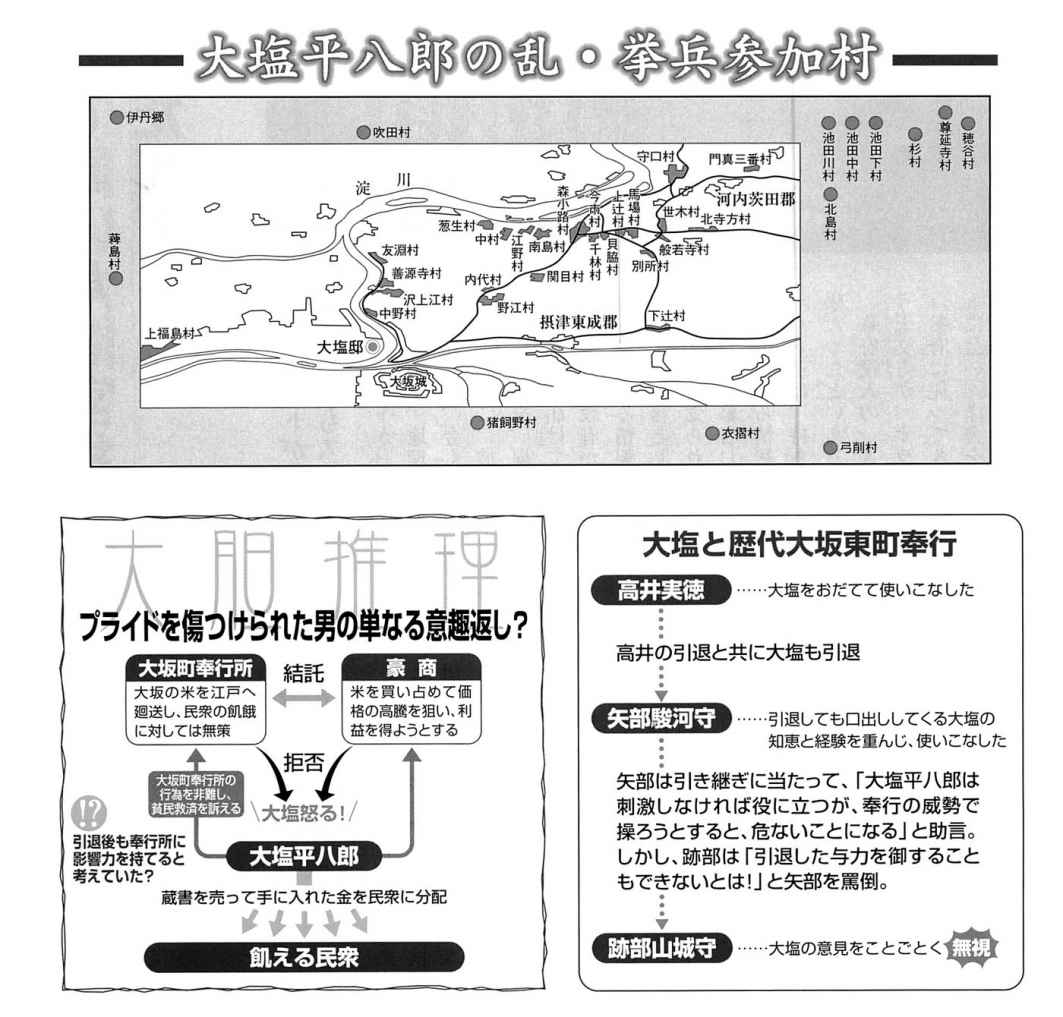 大塩平八郎の乱・挙兵参加村
伊丹郷
吹田村
池田川村
池田中村
池田下村
杉村
尊延寺村
穂谷村
北島村
守口村
門真三番村
淀川
森小路村
今市村
上辻村
馬場村
河内茨田郡
世木村
北寺方村
葱生村
中村
江野村
南島村
千林村
貝脇村
般若寺村
別所村
友淵村
善源寺村
沢上江村
中野村
内代村
関目村
野江村
薭島村
上福島村
摂津東成郡
下辻村
大塩邸
大坂城
猪飼野村
衣摺村
弓削村
大胆推理
プライドを傷つけられた男の単なる意趣返し?
大坂町奉行所
大坂の米を江戸へ
廻送し、民衆の飢餓
に対しては無策
結託
豪商
米を買い占めて価
格の高騰を狙い、利
益を得ようとする
拒否
大坂町奉行所の
行為を非難し、
貧民救済を訴える
大塩怒る!
!?
引退後も奉行所に
影響力を持てると
考えていた?
大塩平八郎
蔵書を売って手に入れた金を民衆に分配
飢える民衆
大塩と歴代大坂東町奉行
高井実徳……大塩をおだてて使いこなした
高井の引退と共に大塩も引退
矢部駿河守……引退しても口出ししてくる大塩の
知恵と経験を重んじ、使いこなした
矢部は引き継ぎに当たって、「大塩平八郎は
刺激しなければ役に立つが、奉行の威勢で
操ろうとすると、危ないことになる」と助言。
しかし、跡部は「引退した与力を御すること
もできないとは!」と矢部を罵倒。
跡部山城守……大塩の意見をことごとく無視